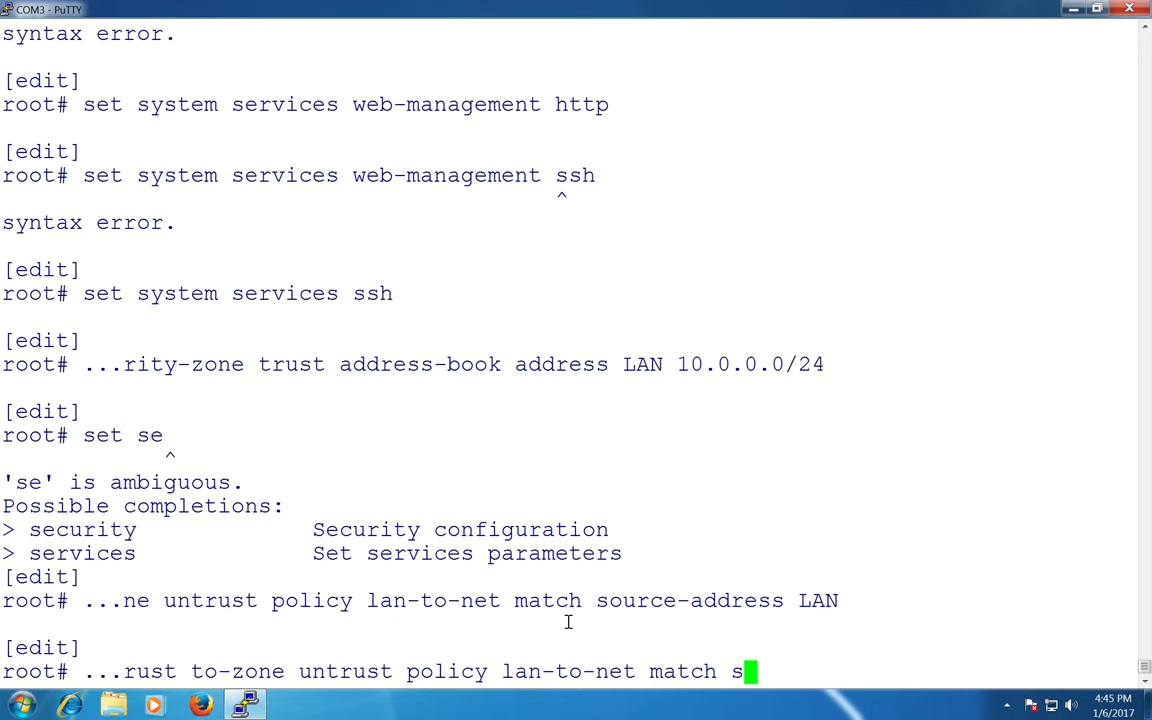 COM3 - PuTTY
syntax error.
[edit]
root# set system services web-management http
[edit]
root# set system services web-management ssh
^
syntax error.
[edit]
root# set system services ssh
[edit]
root# ...rity-zone trust address-book address LAN 10.0.0.0/24
[edit]
root# set se
^
'se' is ambiguous.
Possible completions:
> security Security configuration
> services Set services parameters
[edit]
root# ...ne untrust policy lan-to-net match source-address LAN
[edit]
root# ...rust to-zone untrust policy lan-to-net match s
4:45 PM
1/6/2017